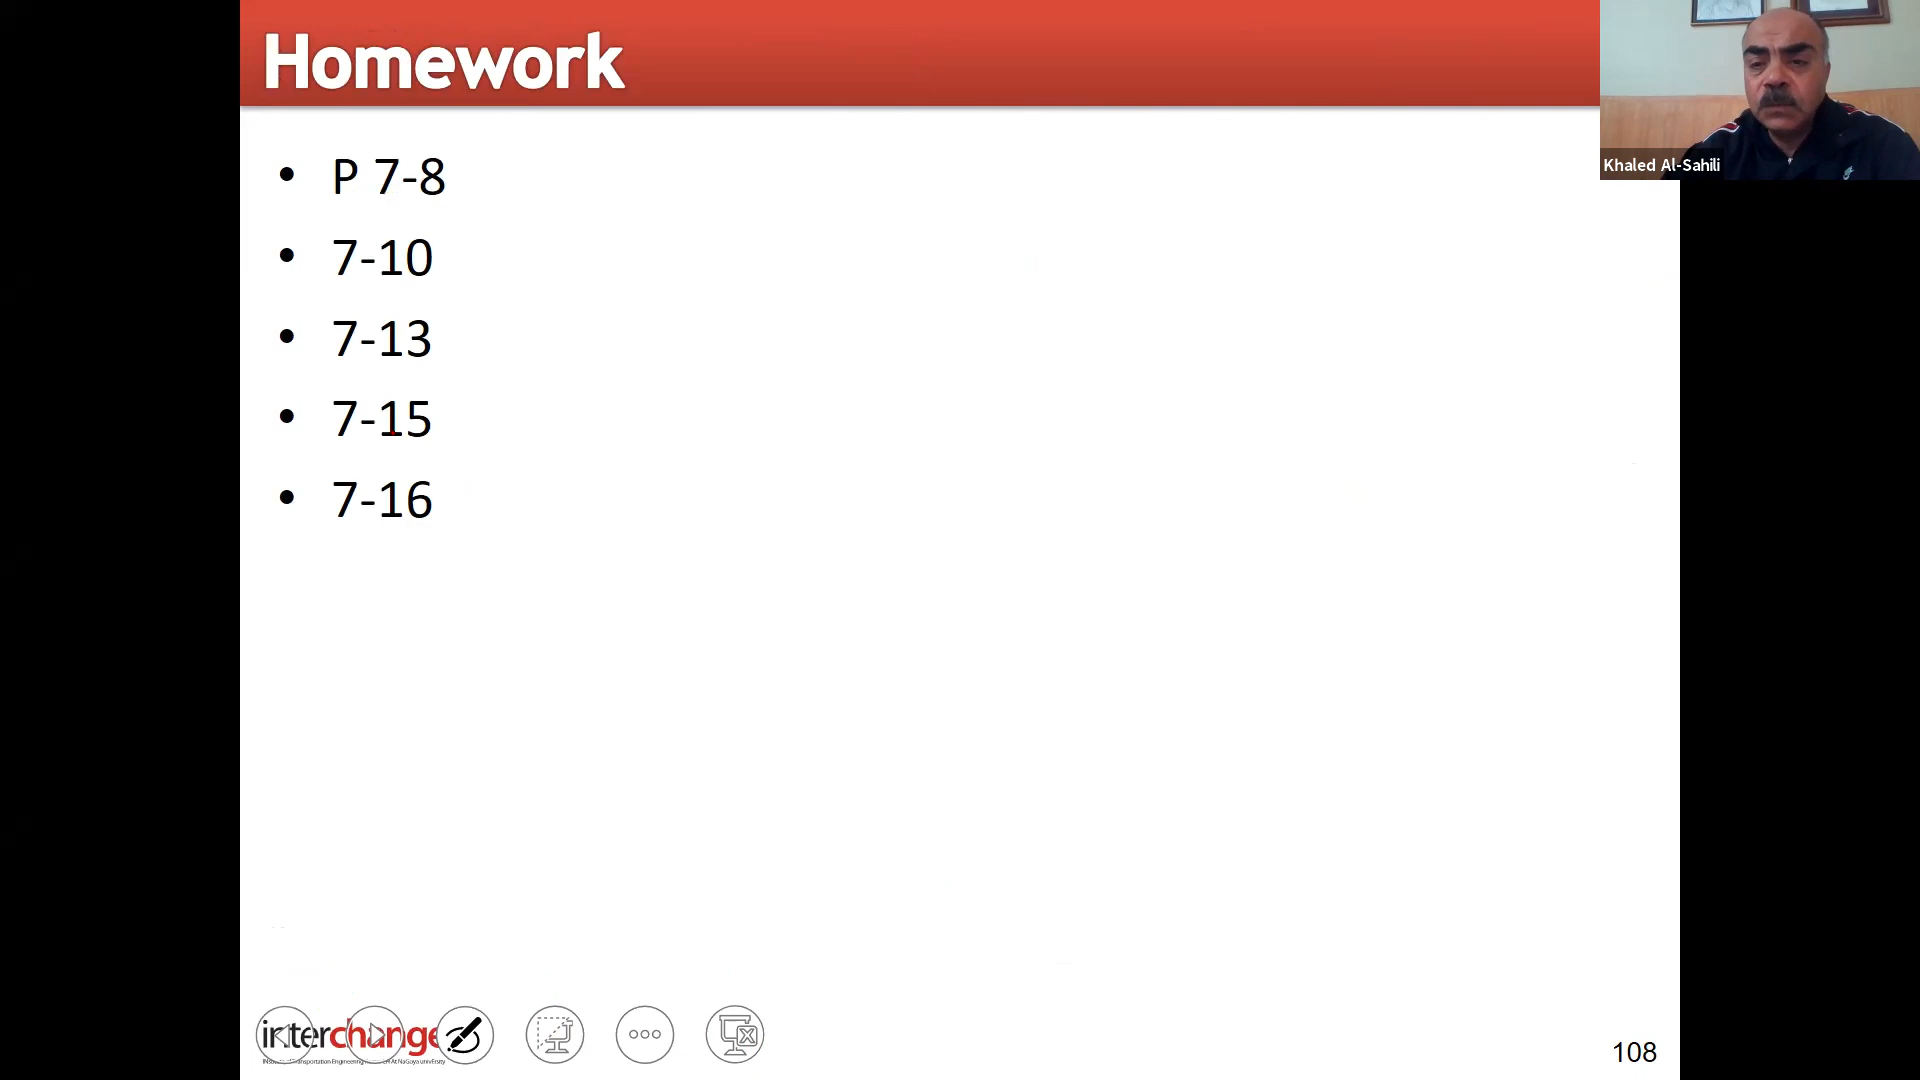 Homework
Khaled Al-Sahili
• P 7-8
• 7-10
• 7-13
• 7-15
• 7-16
interchange
108